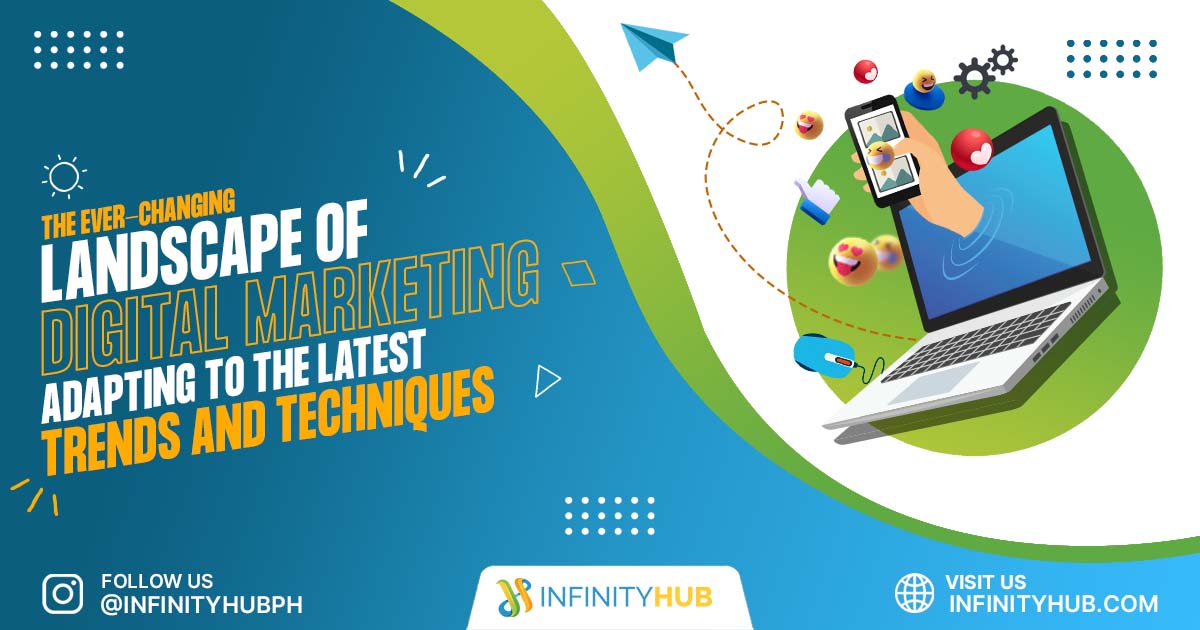 THE EVER-CHANGING
LANDSCAPE OF
DIGITAL MARKETING -
ADAPTING TO THE LATEST
TRENDS AND TECHNIQUES
FOLLOW US
@INFINITYHUBPH
INFINITYHUB
VISIT US
INFINITYHUB.COM